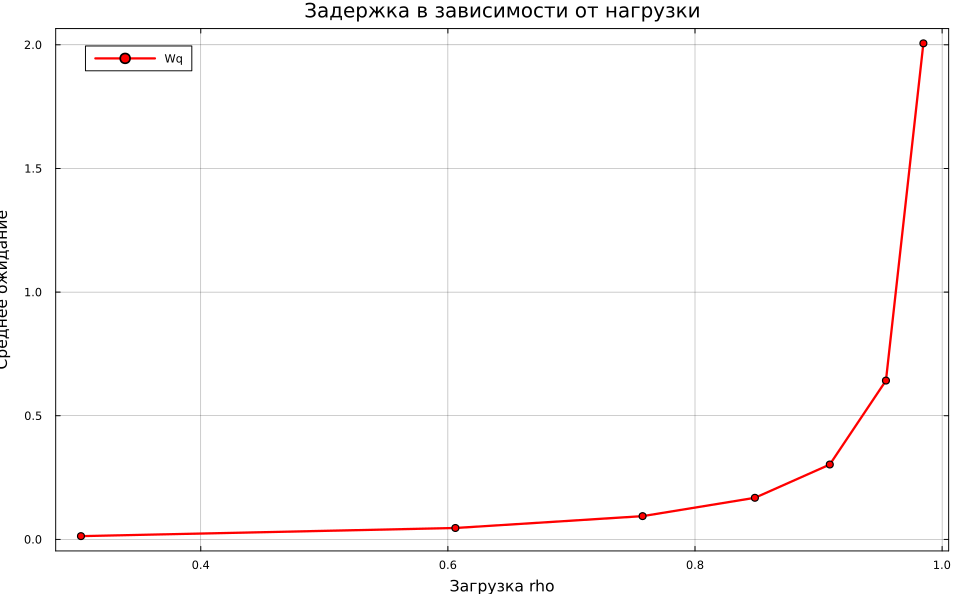 Задержка в зависимости от нагрузки
Wq
2.0
1.5
1.0
0.5
0.0
Среднее ожидание
0.4
0.6
0.8
1.0
Загрузка rho